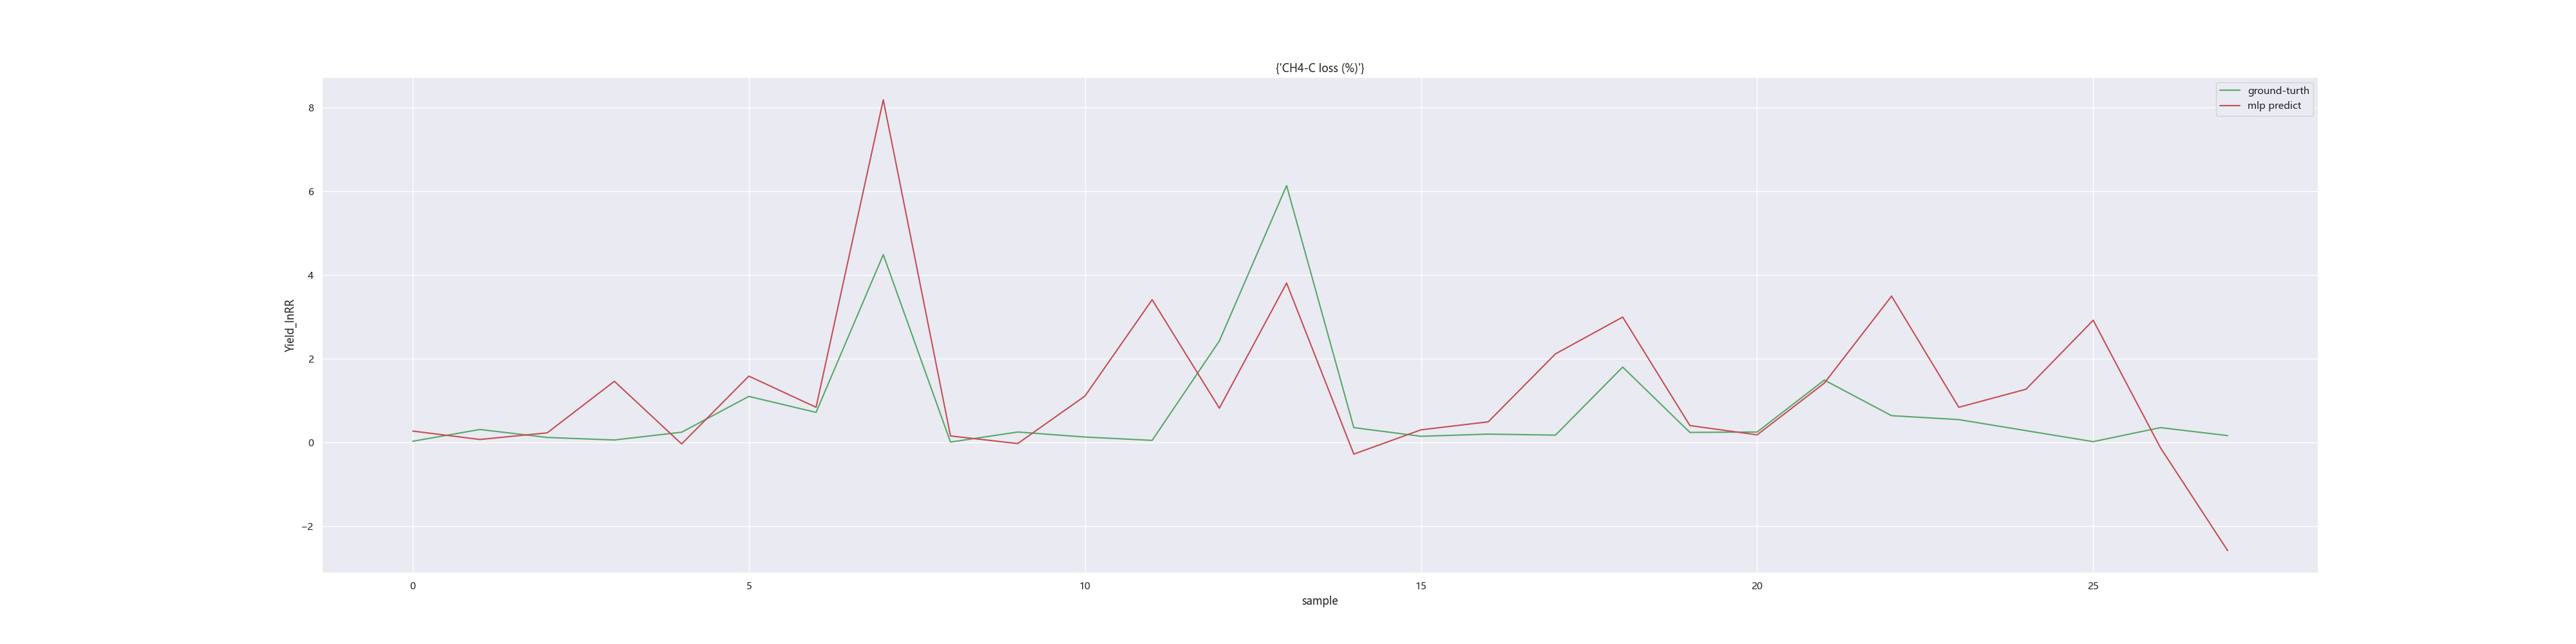 {'CH4-C loss (%)'}
ground-turth
mlp predict
8
6
4
2
0
−2
Yield_lnRR
0 5 10 15 20 25
sample